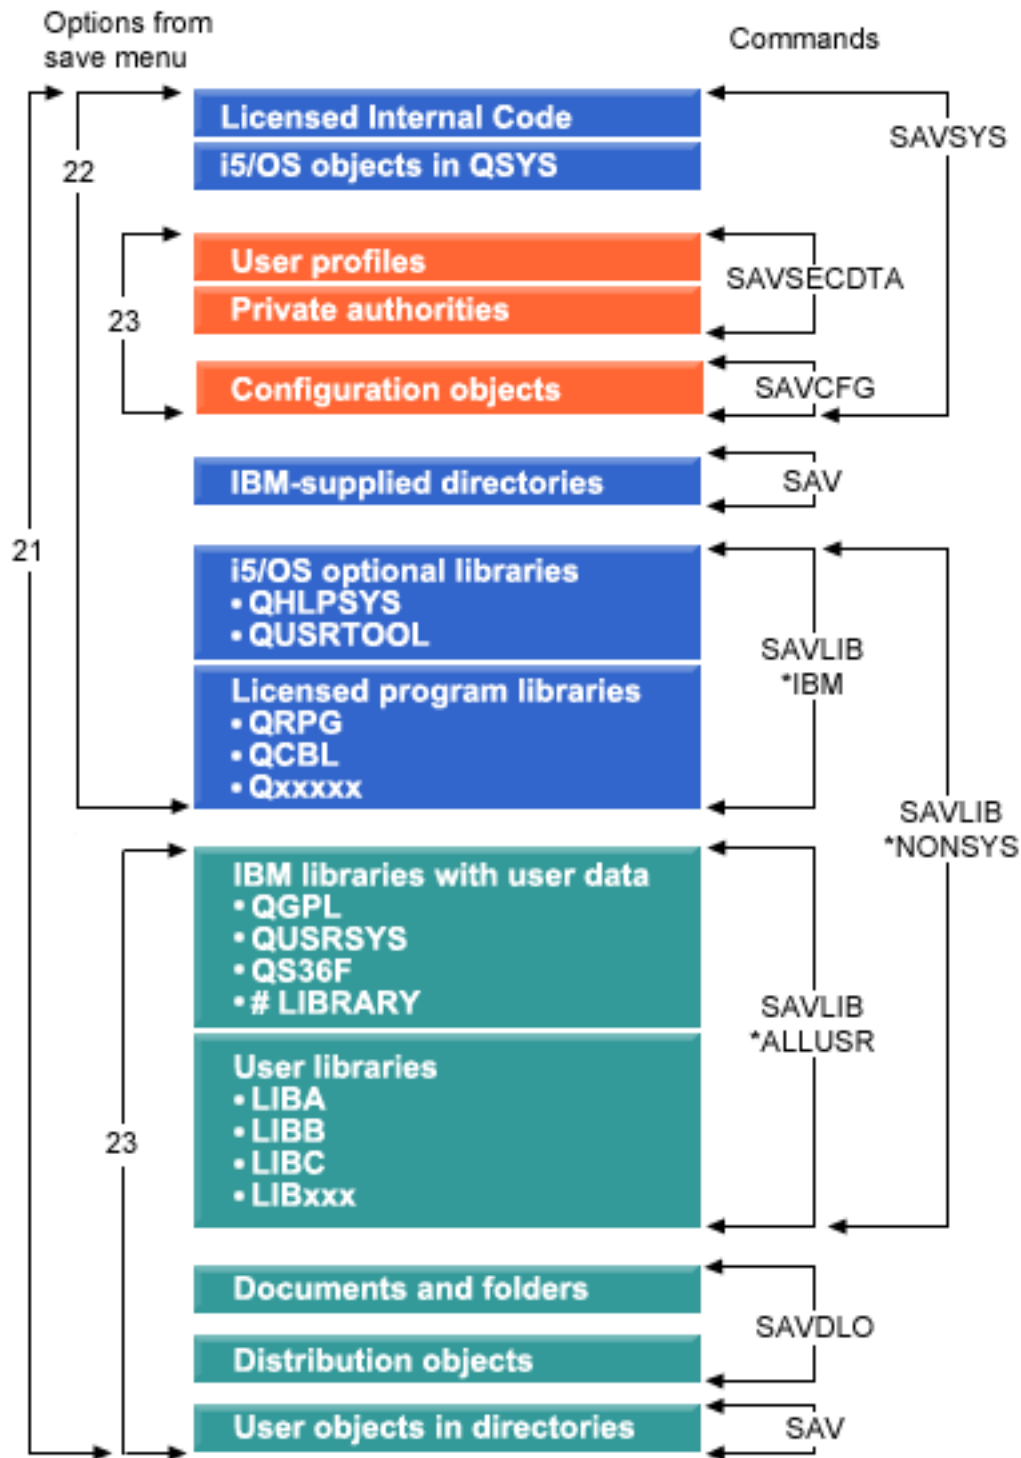 Options from
save menu
Commands
Licensed Internal Code
SAVSYS
i5/OS objects in QSYS
22
User profiles
SAVSECDTA
Private authorities
23
Configuration objects
SAVCFG
IBM-supplied directories
SAV
21
i5/OS optional libraries
• QHLPSYS
• QUSRTOOL
SAVLIB
*IBM
Licensed program libraries
• QRPG
• QCBL
• Qxxxxx
SAVLIB
*NONSYS
IBM libraries with user data
• QGPL
• QUSRSYS
• QS36F
• # LIBRARY
SAVLIB
*ALLUSR
User libraries
• LIBA
• LIBB
• LIBC
• LIBxxx
23
Documents and folders
SAVDLO
Distribution objects
User objects in directories
SAV